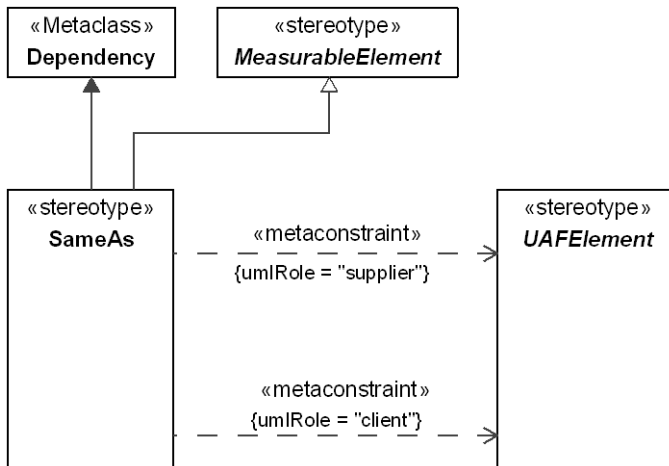 «Metaclass»
Dependency
«stereotype»
MeasurableElement
«stereotype»
SameAs
«metaconstraint»
{umlRole = "supplier"}
«stereotype»
UAFElement
«metaconstraint»
{umlRole = "client"}